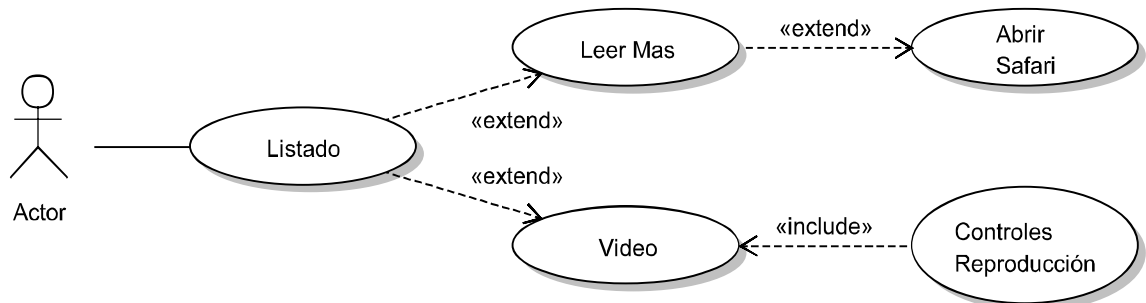 Leer Mas
«extend»
Abrir
Safari
«extend»
Listado
Actor
«extend»
Video
«include»
Controles
Reproducción